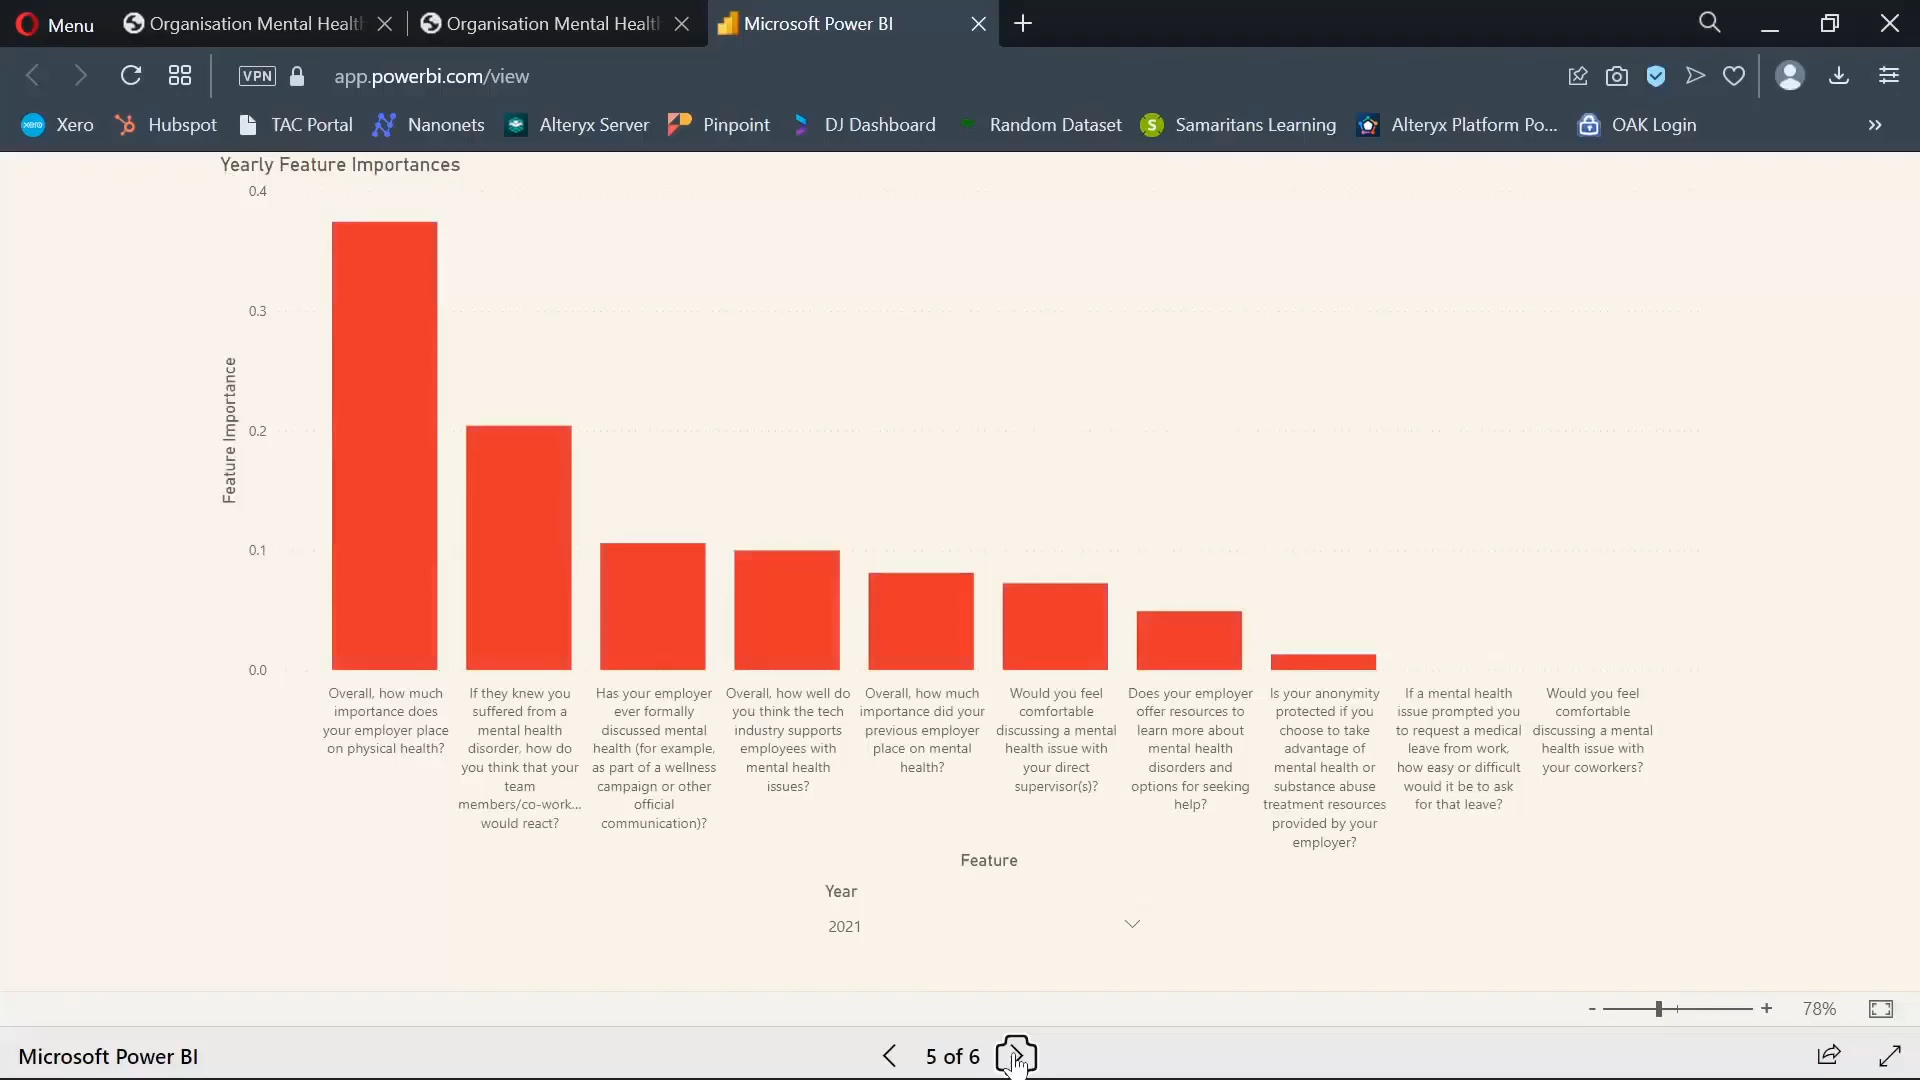 Menu
Organisation Mental Healt
Organisation Mental Healt
Microsoft Power BI
VPN
app.powerbi.com/view
xero Xero
Hubspot
TAC Portal
Nanonets
Alteryx Server
Pinpoint
DJ Dashboard
Random Dataset
S Samaritans Learning
Alteryx Platform Po...
OAK Login
Yearly Feature Importances
0.4
0.3
0.2
0.1
0.0
Feature Importance
Overall, how much
importance does
your employer place
on physical health?
If they knew you
suffered from a
mental health
disorder, how do
you think that your
team
members/co-work...
would react?
Has your employer
ever formally
discussed mental
health (for example,
as part of a wellness
campaign or other
official
communication)?
Overall, how well do
you think the tech
industry supports
employees with
mental health
issues?
Overall, how much
importance did your
previous employer
place on mental
health?
Would you feel
comfortable
discussing a mental
health issue with
your direct
supervisor(s)?
Does your employer
offer resources to
learn more about
mental health
disorders and
options for seeking
help?
Is your anonymity
protected if you
choose to take
advantage of
mental health or
substance abuse
treatment resources
provided by your
employer?
If a mental health
issue prompted you
to request a medical
leave from work,
how easy or difficult
would it be to ask
for that leave?
Would you feel
comfortable
discussing a mental
health issue with
your coworkers?
Feature
Year
2021
- + 78%
Microsoft Power BI
5 of 6